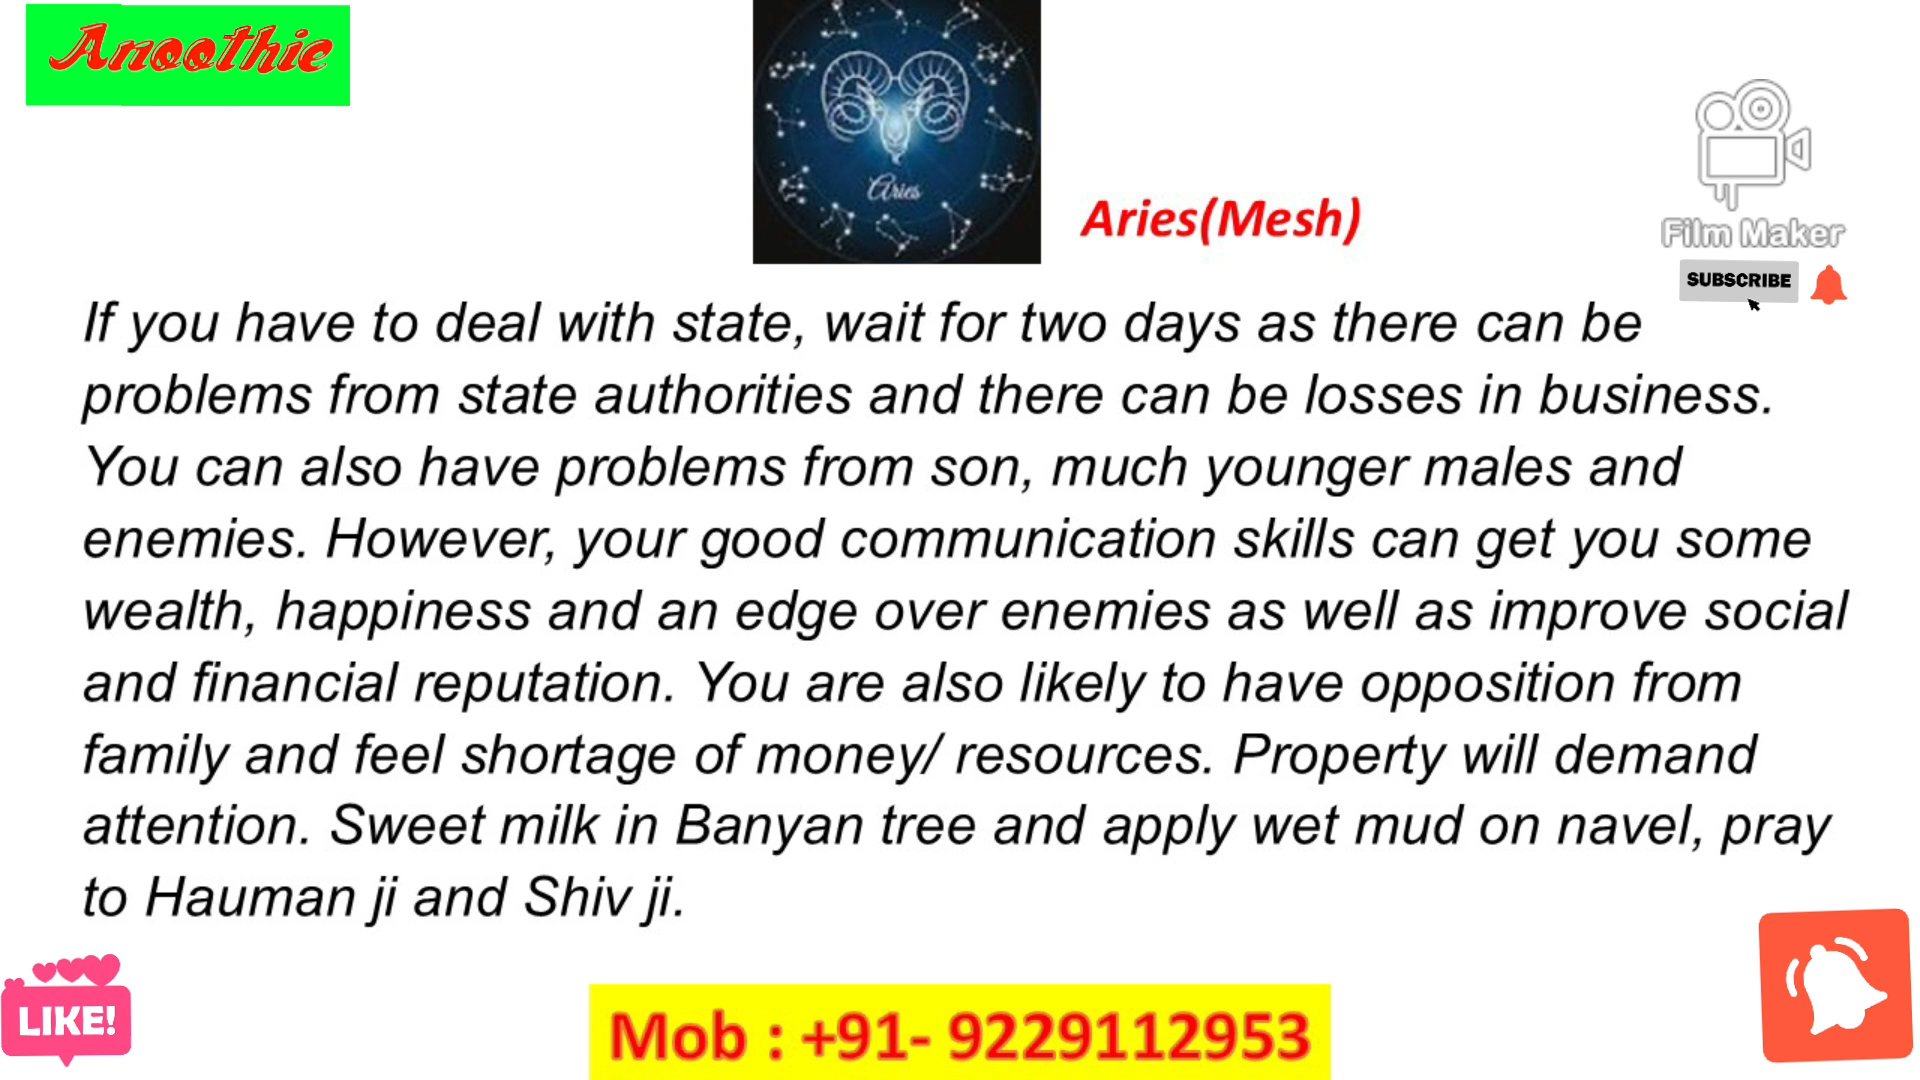 Anoothie
Aries
Aries(Mesh)
Film Maker
SUBSCRIBE
If you have to deal with state, wait for two days as there can be
problems from state authorities and there can be losses in business.
You can also have problems from son, much younger males and
enemies. However, your good communication skills can get you some
wealth, happiness and an edge over enemies as well as improve social
and financial reputation. You are also likely to have opposition from
family and feel shortage of money/ resources. Property will demand
attention. Sweet milk in Banyan tree and apply wet mud on navel, pray
to Hauman ji and Shiv ji.
LIKE!
Mob : +91- 9229112953